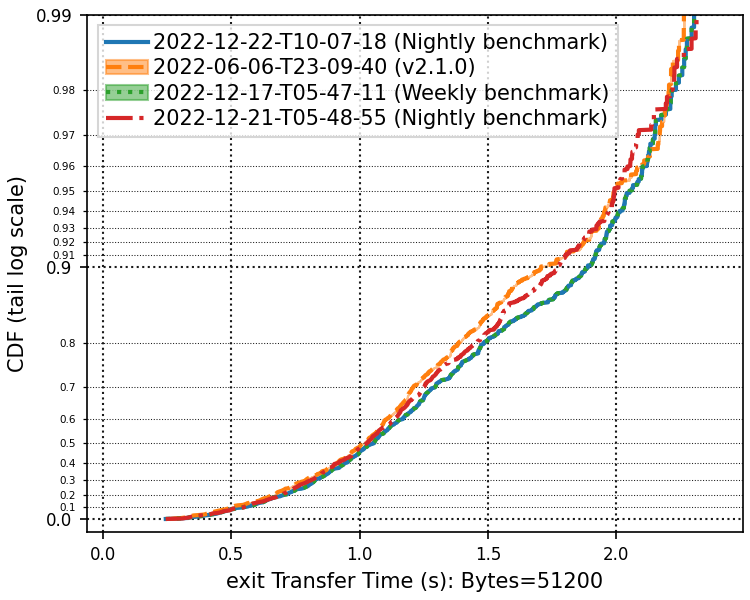 0.99
2022-12-22-T10-07-18 (Nightly benchmark)
2022-06-06-T23-09-40 (v2.1.0)
2022-12-17-T05-47-11 (Weekly benchmark)
2022-12-21-T05-48-55 (Nightly benchmark)
0.98
0.97
0.96
0.95
0.94
0.93
0.92
0.91
0.9
0.8
0.7
0.6
0.5
0.4
0.3
0.2
0.1
0.0
CDF (tail log scale)
0.0 0.5 1.0 1.5 2.0
exit Transfer Time (s): Bytes=51200